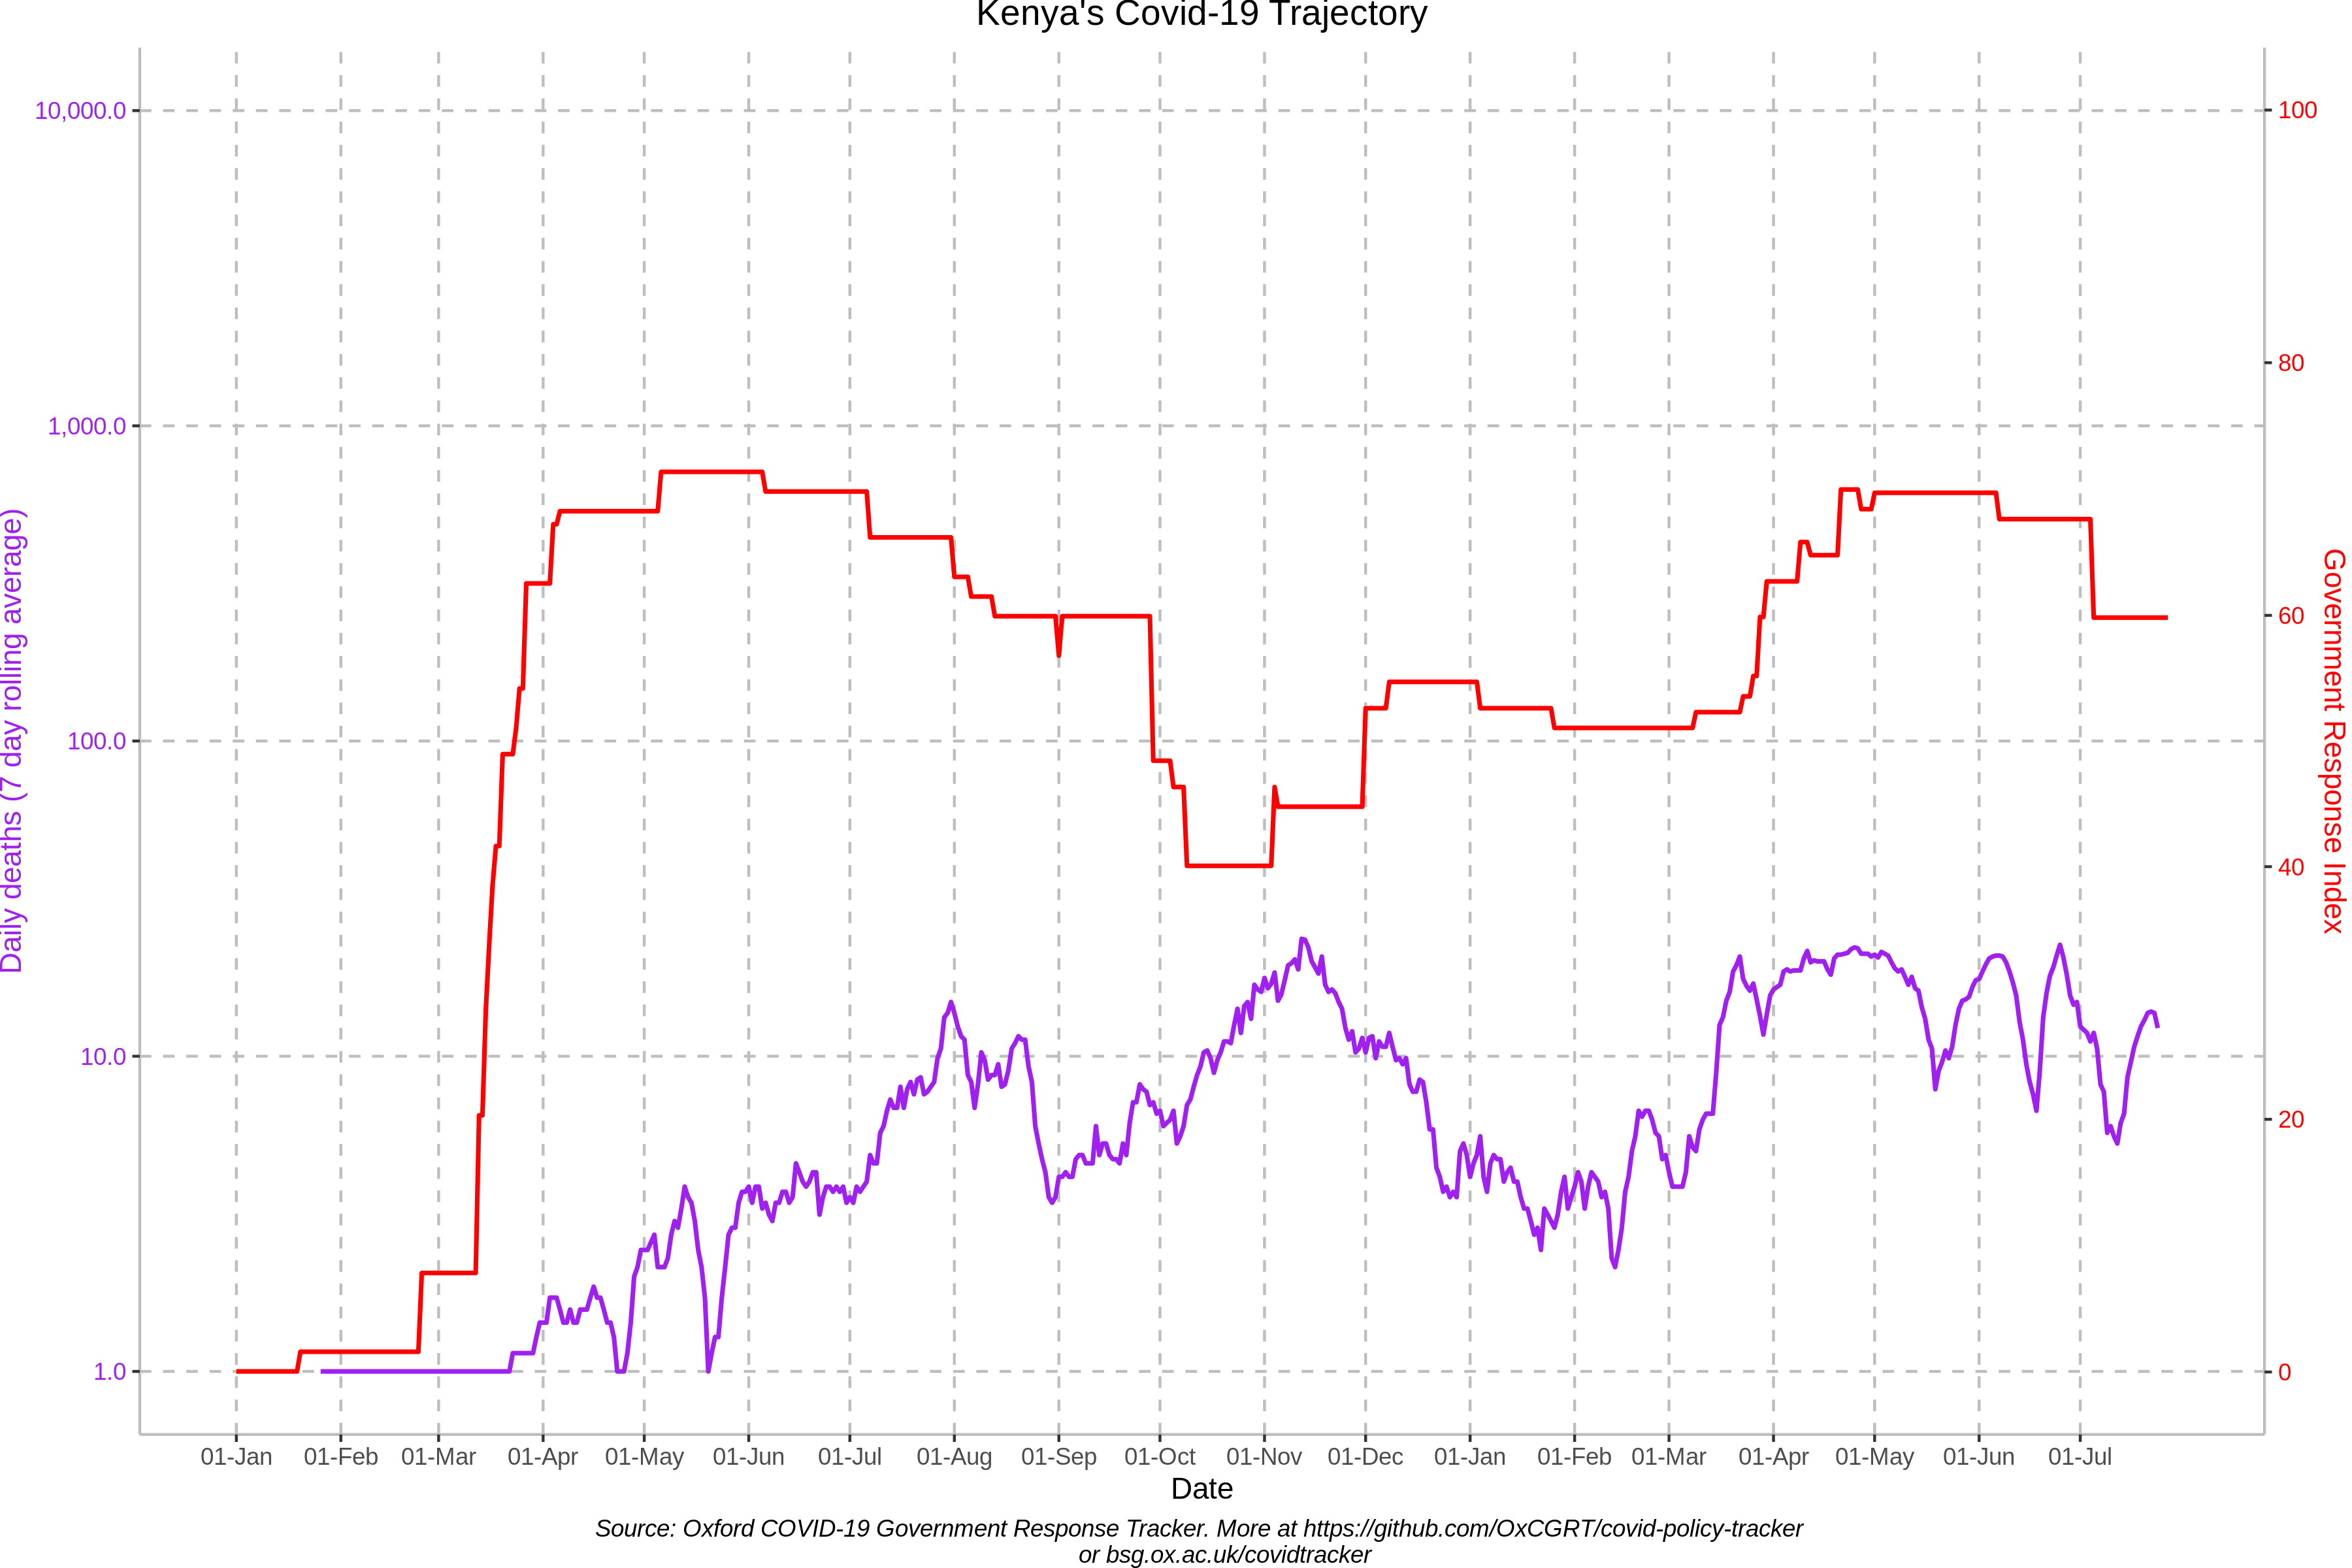 Kenya's Covid-19 Trajectory
10,000.0
1,000.0
100.0
10.0
1.0
Daily deaths (7 day rolling average)
100
80
60
40
20
0
Government Response Index
01-Jan 01-Feb 01-Mar 01-Apr 01-May 01-Jun 01-Jul 01-Aug 01-Sep 01-Oct 01-Nov 01-Dec 01-Jan 01-Feb 01-Mar 01-Apr 01-May 01-Jun 01-Jul
Date
Source: Oxford COVID-19 Government Response Tracker. More at https://github.com/OxCGRT/covid-policy-tracker
or bsg.ox.ac.uk/covidtracker